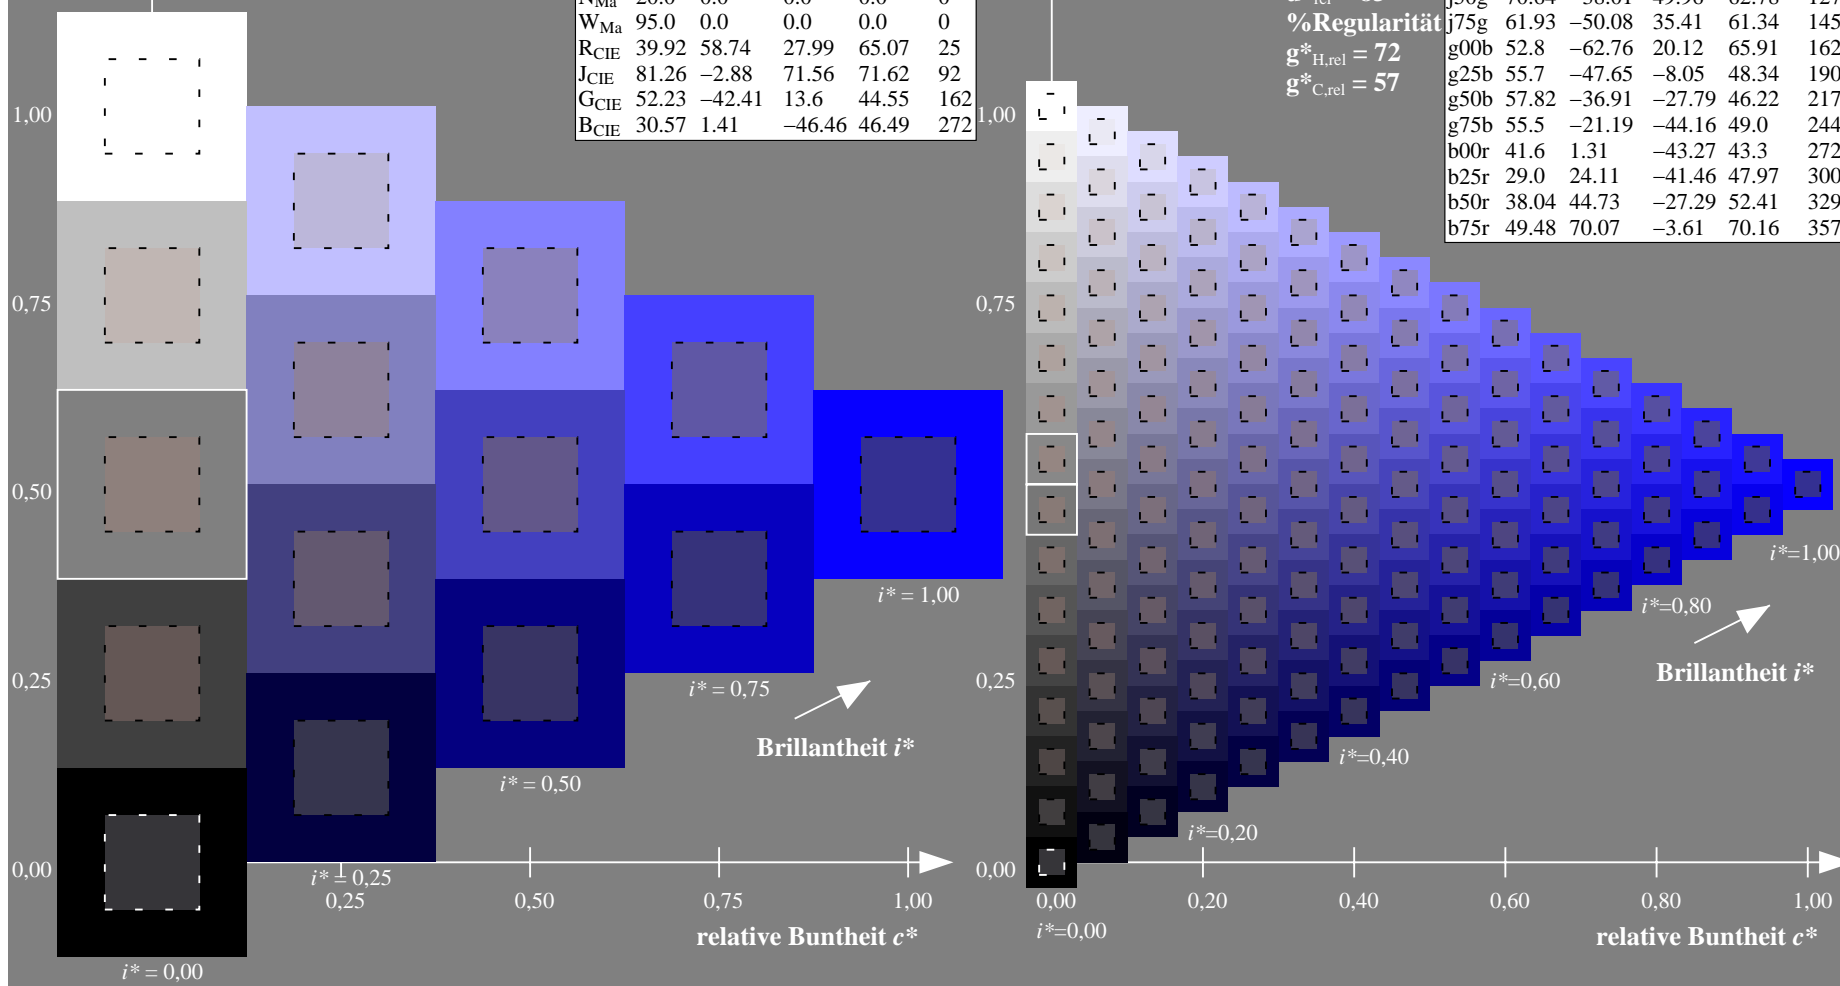 N_Ma 20.0 0.0 0.0 0.0 0
W_Ma 95.0 0.0 0.0 0.0 0
R_CIE 39.92 58.74 27.99 65.07 25
J_CIE 81.26 –2.88 71.56 71.62 92
G_CIE 52.23 –42.41 13.6 44.55 162
B_CIE 30.57 1.41 –46.46 46.49 272
1,00
0,75
0,50
0,25
0,00
i* = 1,00
i* = 0,75
Brillantheit i*
i* = 0,50
i* = 0,25
0,25 0,50 0,75 1,00
relative Buntheit c*
i* = 0,00
%Regularität
g*H,rel = 72
g*C,rel = 57
j75g 61.93 –50.08 35.41 61.34 145
g00b 52.8 –62.76 20.12 65.91 162
g25b 55.7 –47.65 –8.05 48.34 190
g50b 57.82 –36.91 –27.79 46.22 217
g75b 55.5 –21.19 –44.16 49.0 244
b00r 41.6 1.31 –43.27 43.3 272
b25r 29.0 24.11 –41.46 47.97 300
b50r 38.04 44.73 –27.29 52.41 329
b75r 49.48 70.07 –3.61 70.16 357
1,00
0,75
0,25
0,00
i*=1,00
i*=0,80
Brillantheit i*
i*=0,60
i*=0,40
i*=0,20
0,00 0,20 0,40 0,60 0,80 1,00
i*=0,00
relative Buntheit c*